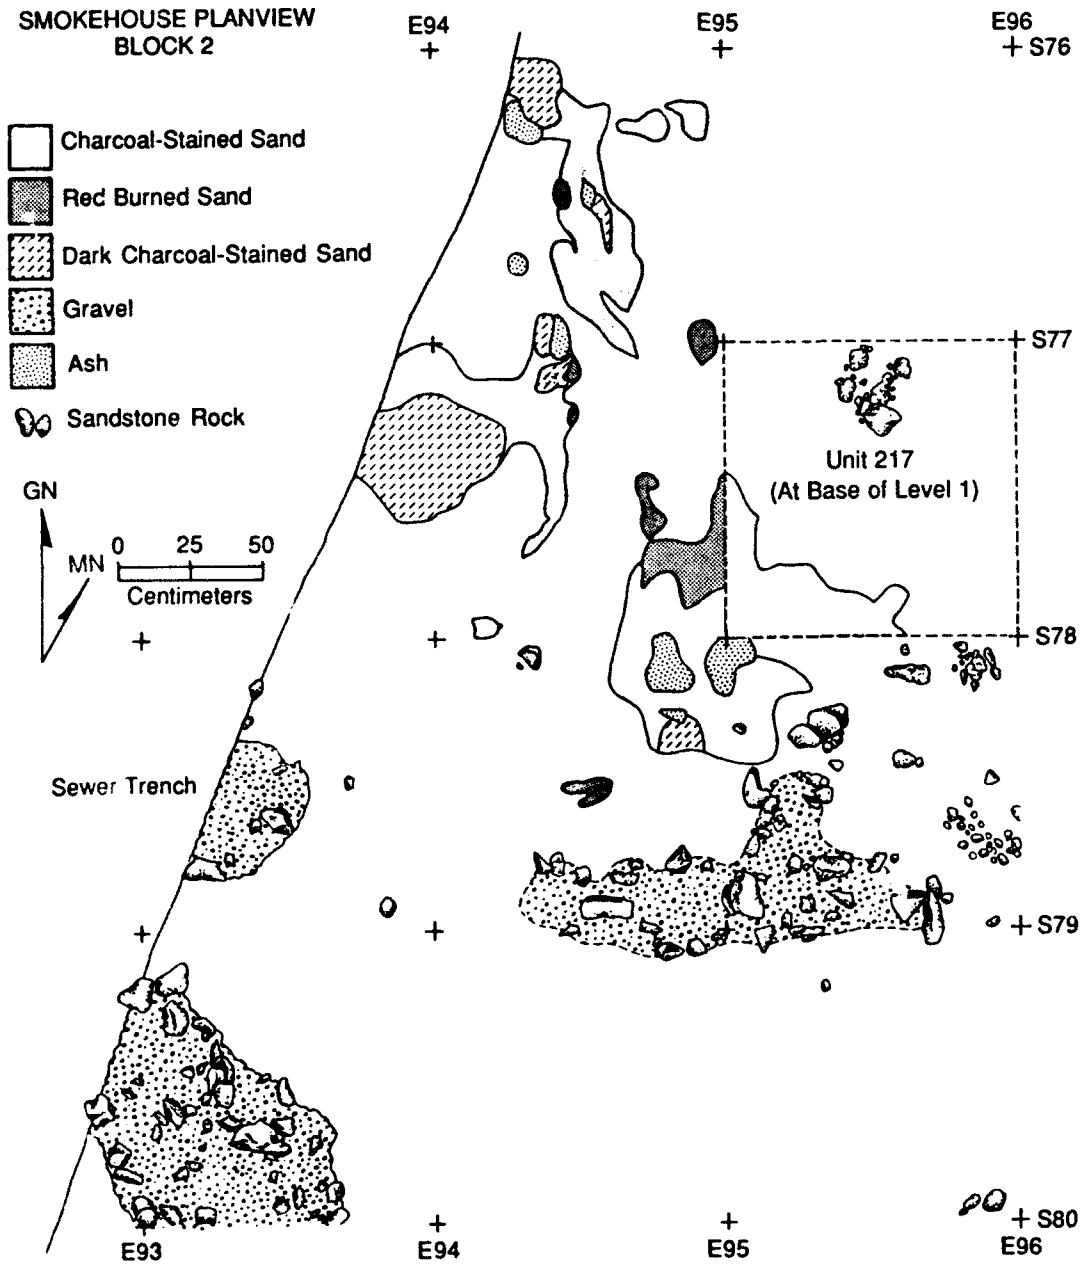 SMOKEHOUSE PLANVIEW
BLOCK 2
E94
E95
E96
S76
Charcoal-Stained Sand
Red Burned Sand
Dark Charcoal-Stained Sand
Gravel
Ash
Sandstone Rock
S77
Unit 217
(At Base of Level 1)
GN
MN
0 25 50
Centimeters
S78
Sewer Trench
S79
S80
E93
E94
E95
E96